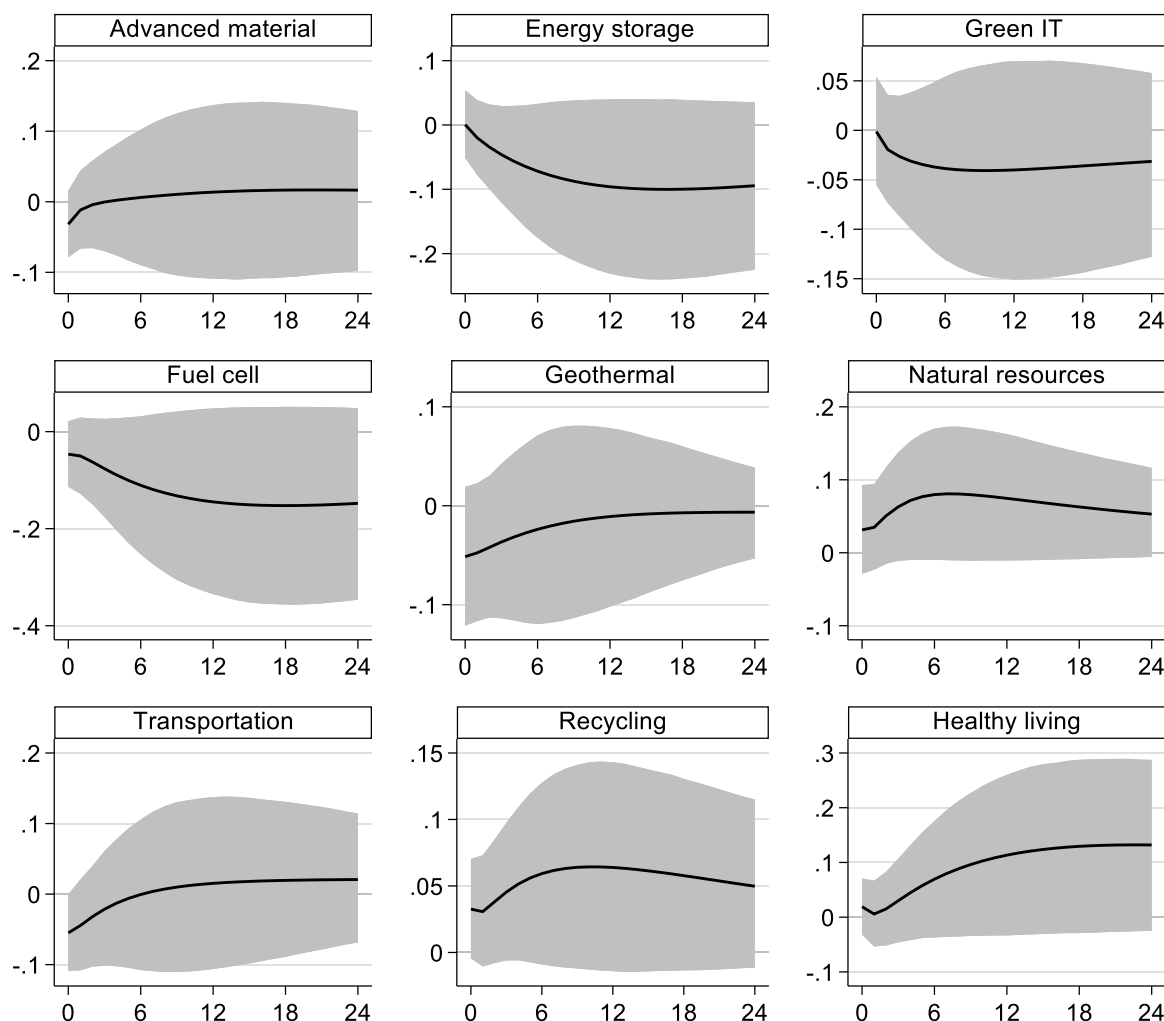 Advanced material
Energy storage
Green IT
.2
.1
0
-.1
0 6 12 18 24
.1
0
-.1
-.2
0 6 12 18 24
.05
0
-.05
-.1
-.15
0 6 12 18 24
Fuel cell
Geothermal
Natural resources
0
-.2
-.4
0 6 12 18 24
.1
0
-.1
0 6 12 18 24
.2
.1
0
-.1
0 6 12 18 24
Transportation
Recycling
Healthy living
.2
.1
0
-.1
0 6 12 18 24
.15
.1
.05
0
0 6 12 18 24
.3
.2
.1
0
-.1
0 6 12 18 24